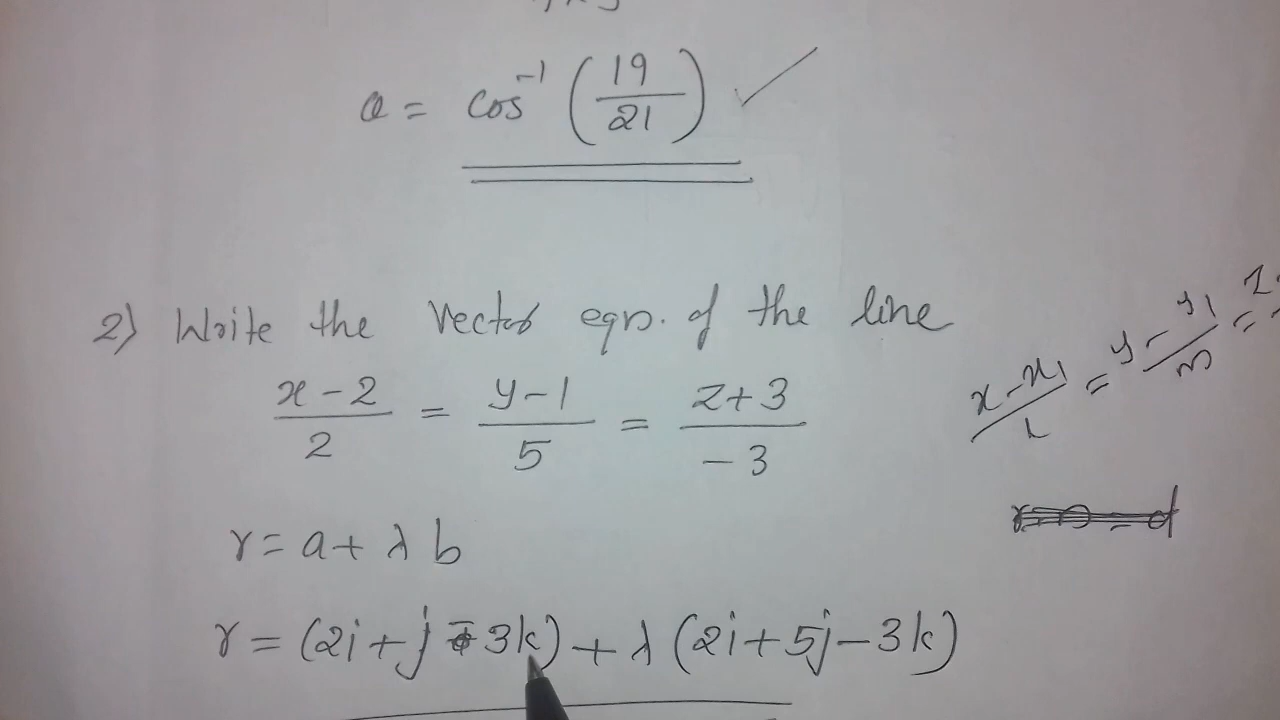 θ = cos⁻¹ (19/21) ✓
2) Write the vector eqn. of the line
(x-2)/2 = (y-1)/5 = (z+3)/-3
(x-x₁)/l = (y-y₁)/m =
r = a + λ b
r = (2i + j - 3k) + λ (2i + 5j - 3k)